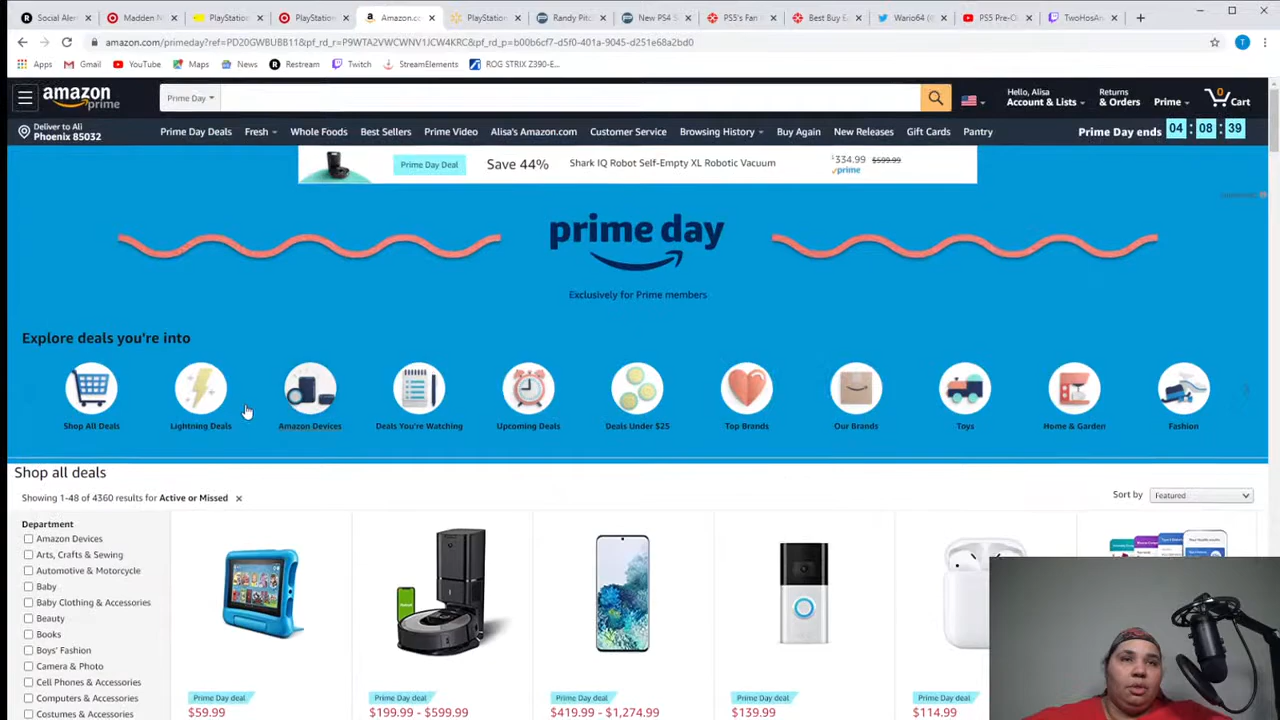 Social Aler
Madden N
PlayStation
PlayStation
Amazon.co
PlayStation
Randy Pitc
New PS4 S
PS5's Fan I
Best Buy E
Wario64 (
PS5 Pre-O
TwoHosAn
amazon.com/primeday?ref=PD20GWBUBB11&pf_rd_r=P9WTA2VWCWNV1JCW4KRC&pf_rd_p=b00b6cf7-d5f0-401a-9045-d251e68a2bd0
T
Apps Gmail YouTube Maps News Restream Twitch StreamElements ROG STRIX Z390-E...
amazon prime
Prime Day
Hello, Alisa
Account & Lists
Returns
& Orders
Prime
0
Cart
Deliver to Ali
Phoenix 85032
Prime Day Deals Fresh Whole Foods Best Sellers Prime Video Alisa's Amazon.com Customer Service Browsing History Buy Again New Releases Gift Cards Pantry
Prime Day ends 04 : 08 : 39
Prime Day Deal Save 44% Shark IQ Robot Self-Empty XL Robotic Vacuum $334.99 $599.99
prime
prime day
Exclusively for Prime members
Explore deals you're into
Shop All Deals Lightning Deals Amazon Devices Deals You're Watching Upcoming Deals Deals Under $25 Top Brands Our Brands Toys Home & Garden Fashion
Shop all deals
Showing 1-48 of 4360 results for Active or Missed ×
Sort by Featured
Department
Amazon Devices
Arts, Crafts & Sewing
Automotive & Motorcycle
Baby
Baby Clothing & Accessories
Beauty
Books
Boys' Fashion
Camera & Photo
Cell Phones & Accessories
Computers & Accessories
Costumes & Accessories
Prime Day deal Prime Day deal Prime Day deal Prime Day deal Prime Day deal
$59.99 $199.99 - $599.99 $419.99 - $1,274.99 $139.99 $114.99